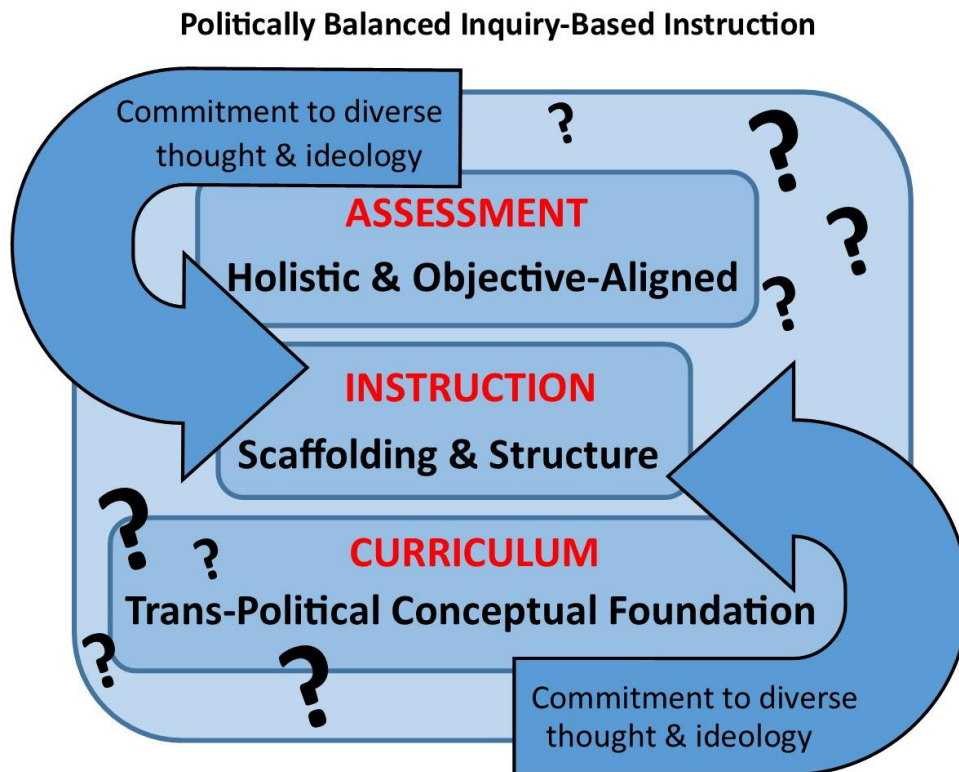 Politically Balanced Inquiry-Based Instruction
Commitment to diverse
thought & ideology
?
?
?
?
ASSESSMENT
Holistic & Objective-Aligned
INSTRUCTION
Scaffolding & Structure
?
?
CURRICULUM
Trans-Political Conceptual Foundation
?
?
Commitment to diverse
thought & ideology